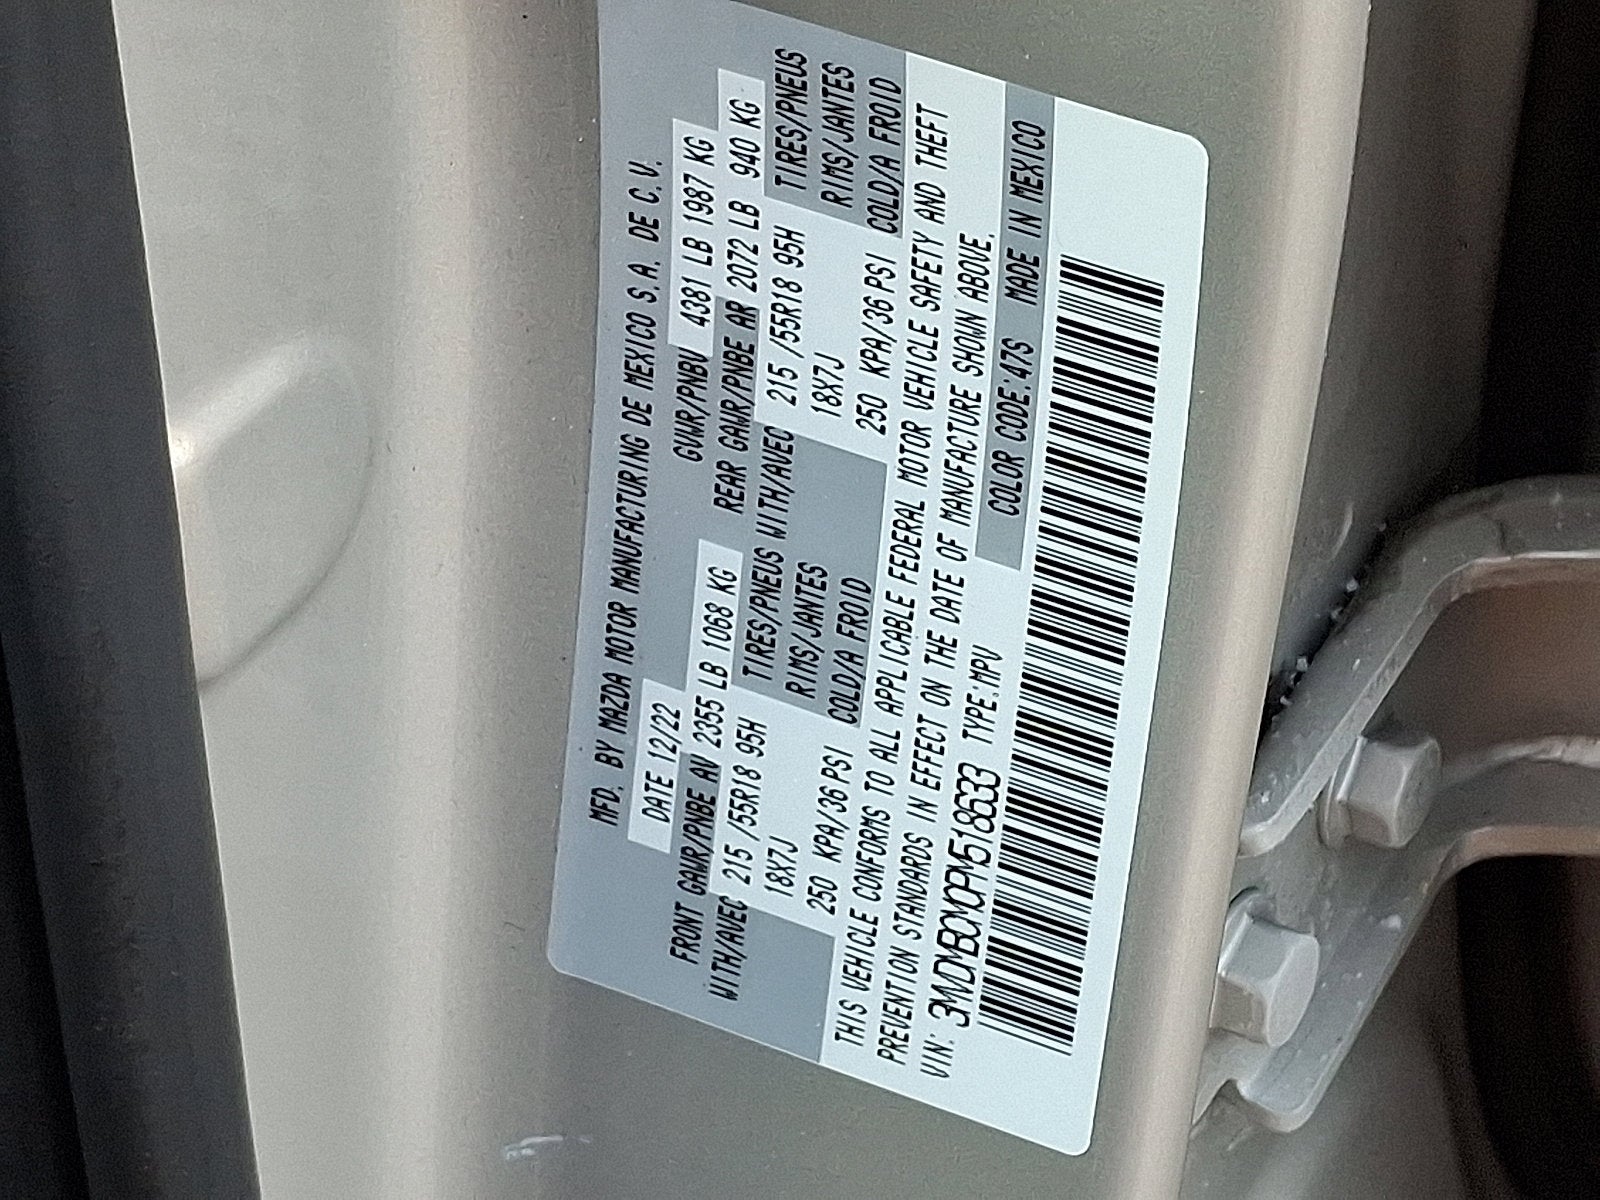 MFD. BY MAZDA MOTOR MANUFACTURING DE MEXICO S.A. DE C.V.
DATE 12/22 GVWR/PNBV 4381 LB 1987 KG
FRONT GAWR/PNBE AV 2355 LB 1068 KG REAR GAWR/PNBE AR 2072 LB 940 KG
WITH/AVEC 215 /55R18 95H TIRES/PNEUS WITH/AVEC 215 /55R18 95H TIRES/PNEUS
18X7J RIMS/JANTES 18X7J RIMS/JANTES
250 KPA/36 PSI COLD/A FROID 250 KPA/36 PSI COLD/A FROID
THIS VEHICLE CONFORMS TO ALL APPLICABLE FEDERAL MOTOR VEHICLE SAFETY AND THEFT
PREVENTION STANDARDS IN EFFECT ON THE DATE OF MANUFACTURE SHOWN ABOVE.
VIN: 3MVDMBCM0PM518633 TYPE:MPV COLOR CODE:47S MADE IN MEXICO